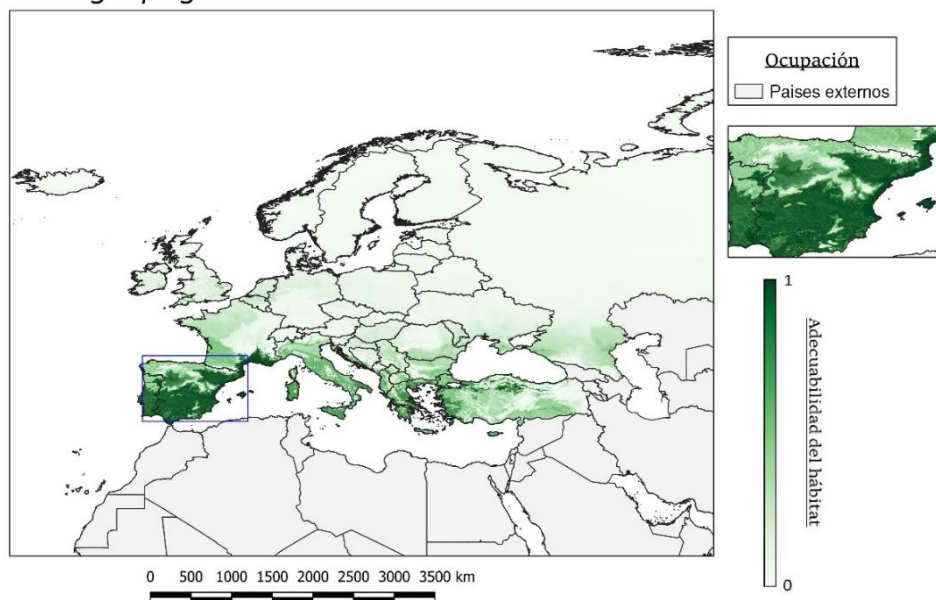 Ocupación
Paises externos
1
Adecuabilidad del hábitat
0
0 500 1000 1500 2000 2500 3000 3500 km